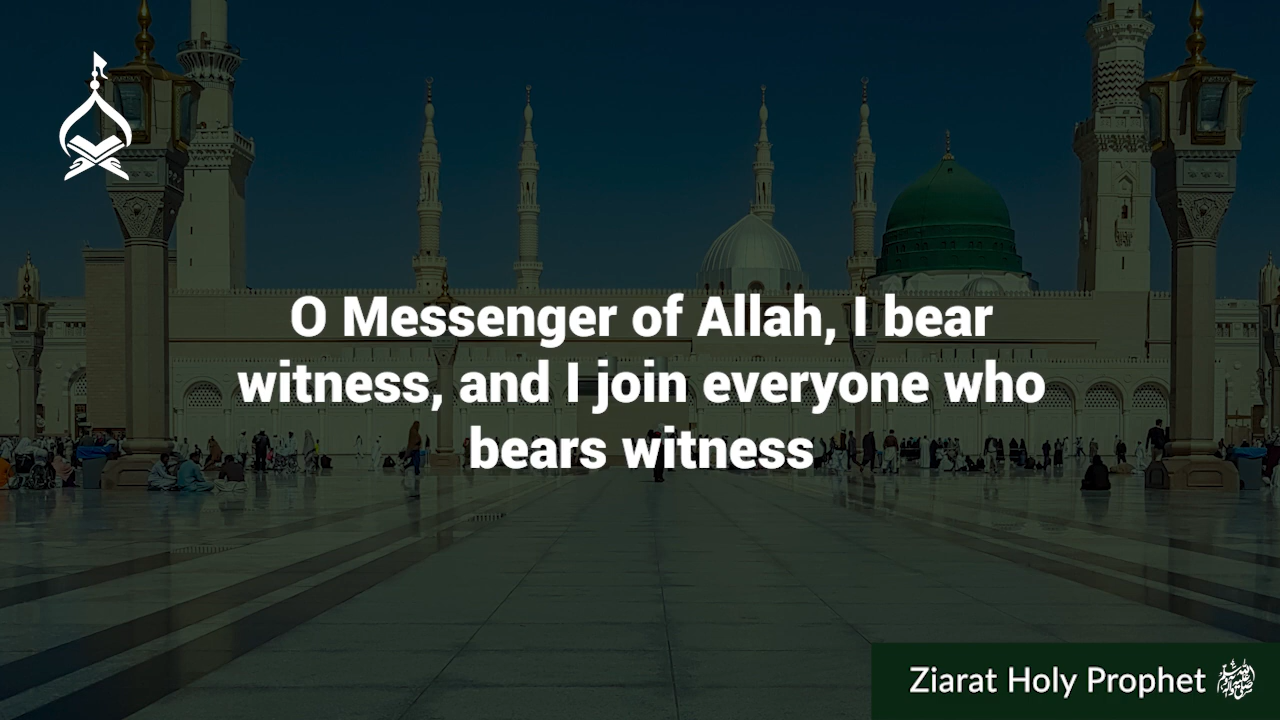 O Messenger of Allah, I bear
witness, and I join everyone who
bears witness
Ziarat Holy Prophet